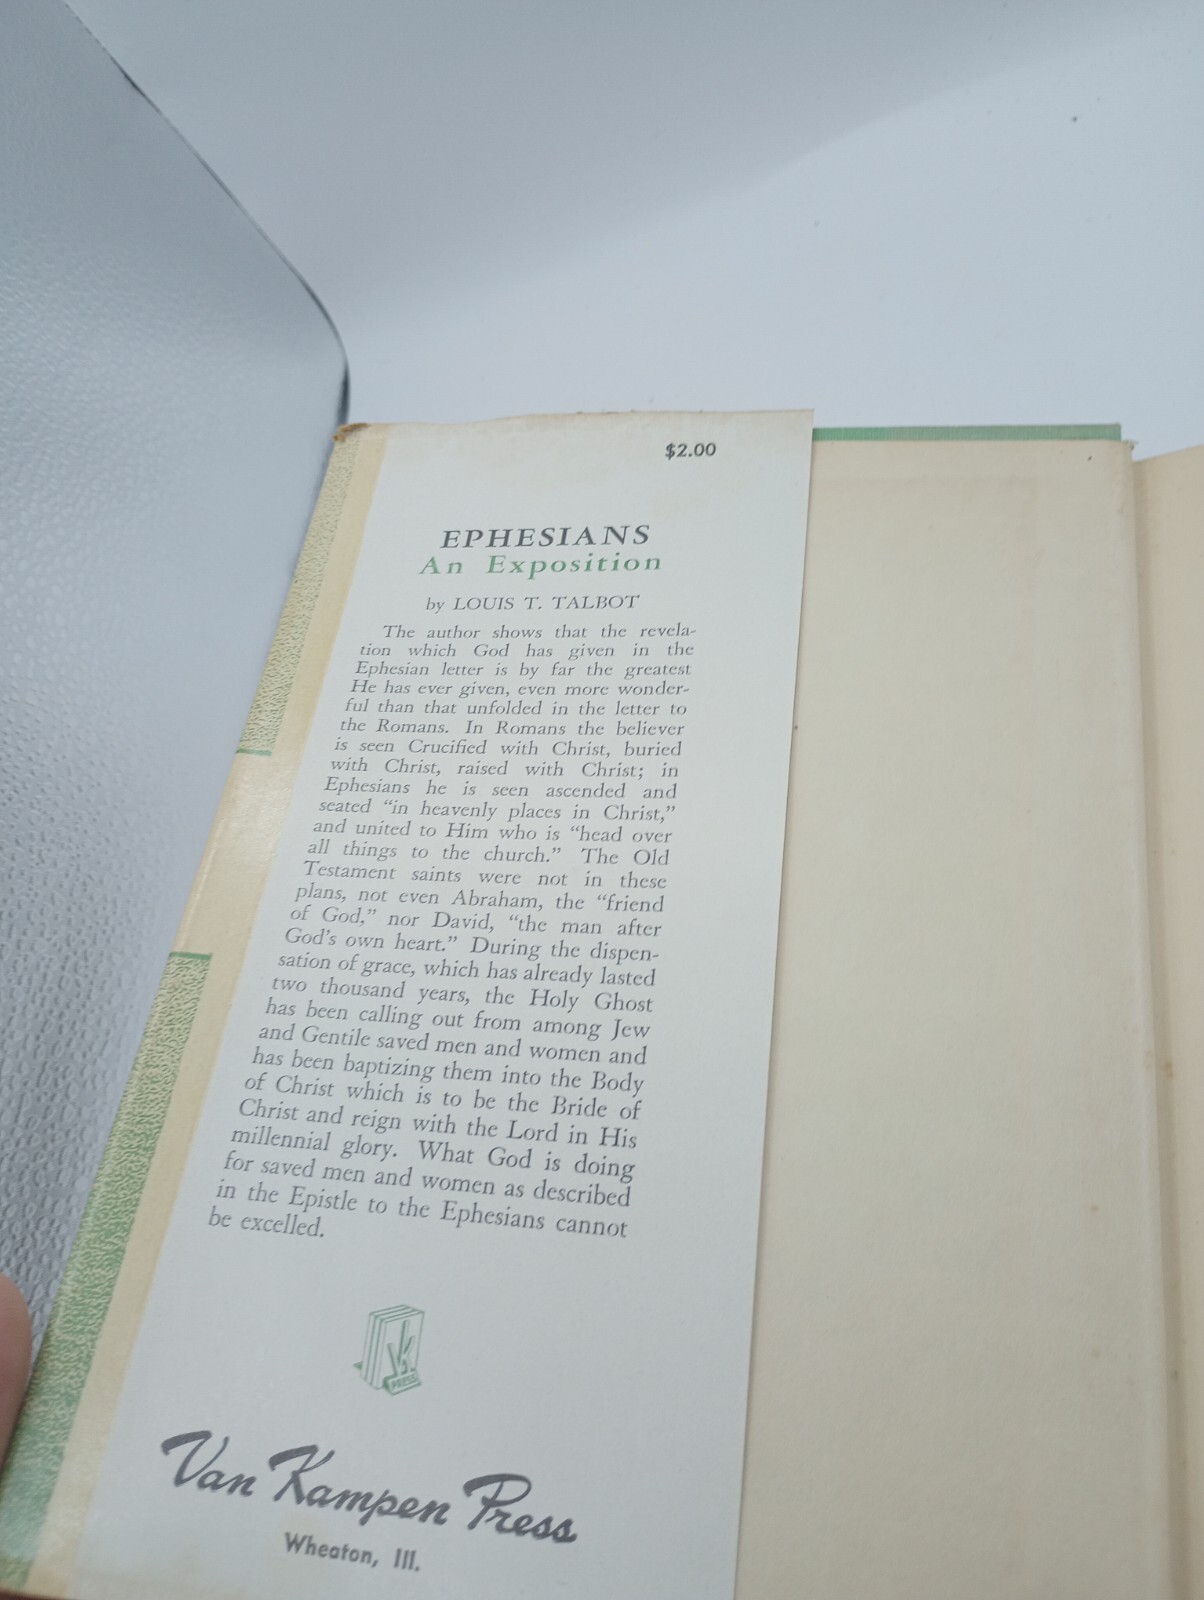 $2.00
EPHESIANS
An Exposition
by LOUIS T. TALBOT
The author shows that the revela-
tion which God has given in the
Ephesian letter is by far the greatest
He has ever given, even more wonder-
ful than that unfolded in the letter to
the Romans. In Romans the believer
is seen Crucified with Christ, buried
with Christ, raised with Christ; in
Ephesians he is seen ascended and
seated “in heavenly places in Christ,”
and united to Him who is “head over
all things to the church.” The Old
Testament saints were not in these
plans, not even Abraham, the “friend
of God,” nor David, “the man after
God’s own heart.” During the dispen-
sation of grace, which has already lasted
two thousand years, the Holy Ghost
has been calling out from among Jew
and Gentile saved men and women and
has been baptizing them into the Body
of Christ which is to be the Bride of
Christ and reign with the Lord in His
millennial glory. What God is doing
for saved men and women as described
in the Epistle to the Ephesians cannot
be excelled.
VK
PRESS
Van Kampen Press
Wheaton, Ill.